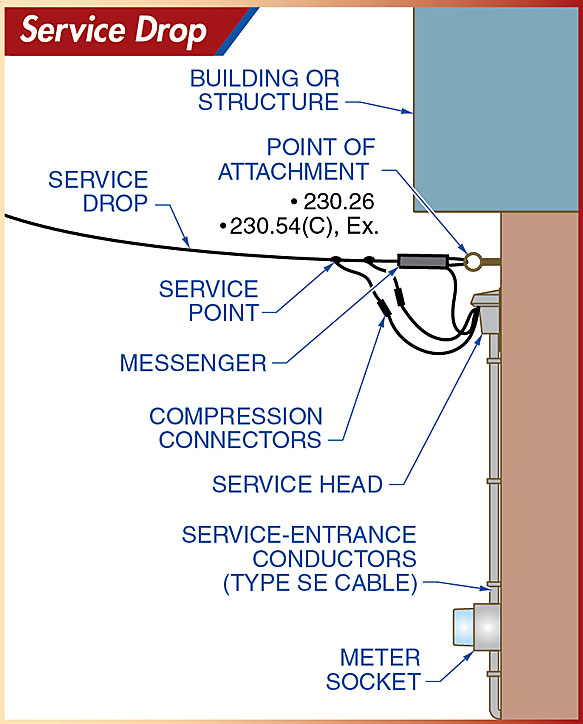 Service Drop
BUILDING OR
STRUCTURE
POINT OF
ATTACHMENT
• 230.26
•230.54(C), Ex.
SERVICE
DROP
SERVICE
POINT
MESSENGER
COMPRESSION
CONNECTORS
SERVICE HEAD
SERVICE-ENTRANCE
CONDUCTORS
(TYPE SE CABLE)
METER
SOCKET